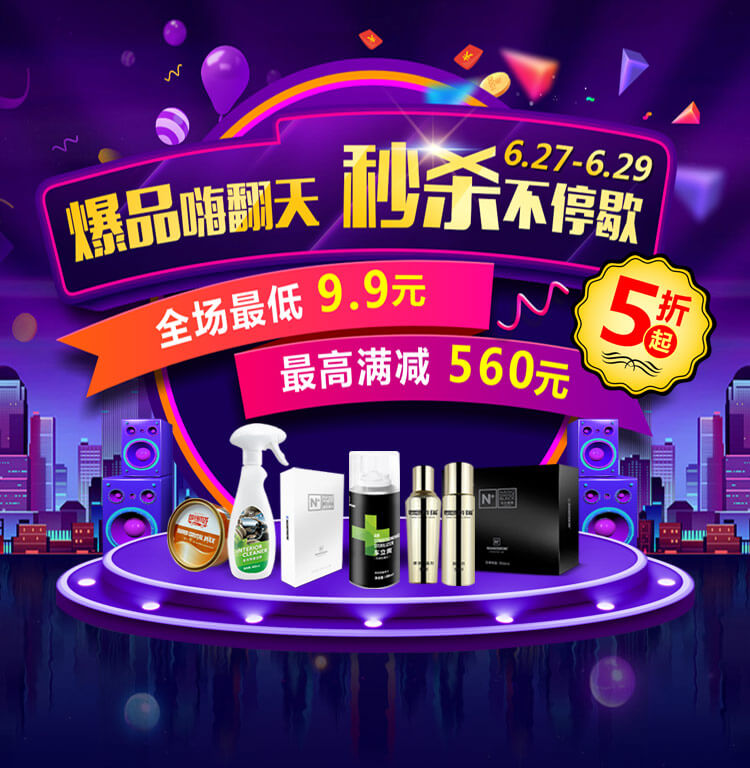 6.27-6.29
爆品嗨翻天 秒杀不停歇
全场最低 9.9元
5折起
最高满减 560元
INTERIOR
CLEANER
N+
N+